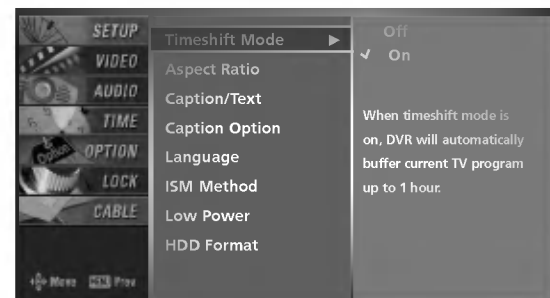 SETUP
VIDEO
AUDIO
TIME
OPTION
Option
LOCK
CABLE
Move MENU Prev
Timeshift Mode
Aspect Ratio
Caption/Text
Caption Option
Language
ISM Method
Low Power
HDD Format
Off
On
When timeshift mode is
on, DVR will automatically
buffer current TV program
up to 1 hour.